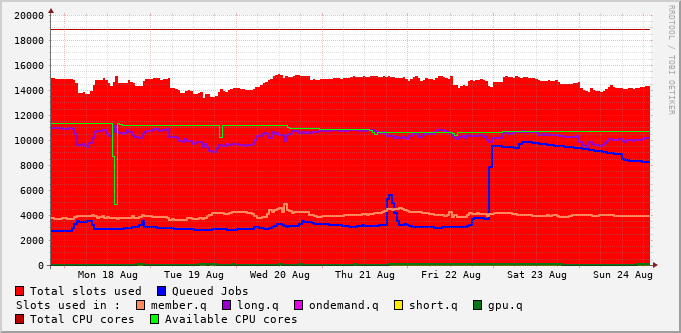 RRDTOOL / TOBI OETIKER
20000
18000
16000
14000
12000
10000
8000
6000
4000
2000
0
Mon 18 Aug Tue 19 Aug Wed 20 Aug Thu 21 Aug Fri 22 Aug Sat 23 Aug Sun 24 Aug
Total slots used Queued Jobs
Slots used in : member.q long.q ondemand.q short.q gpu.q
Total CPU cores Available CPU cores